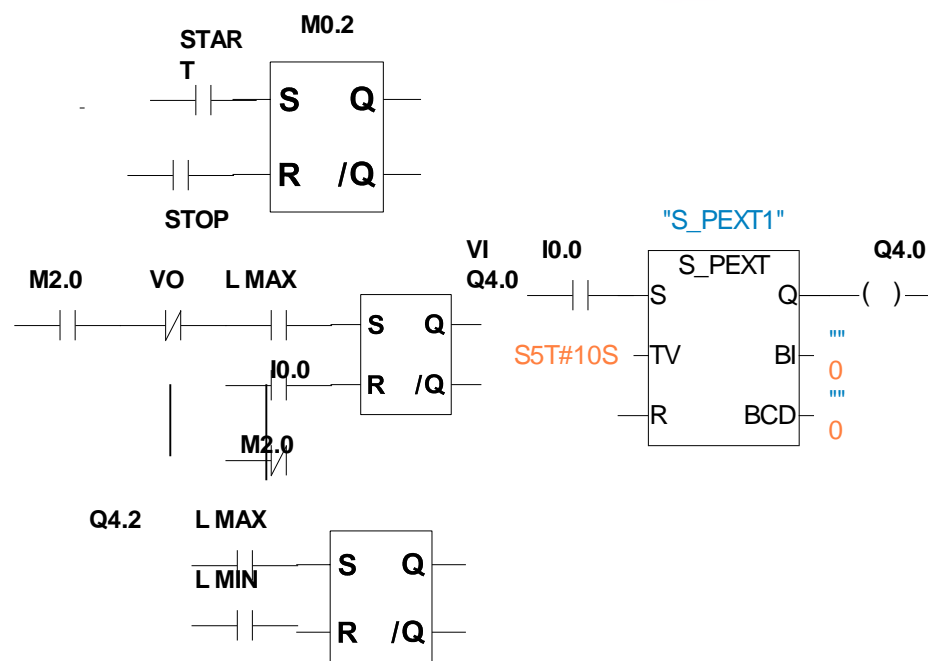 M0.2
STAR
T
S Q
R /Q
STOP
"S_PEXT1"
VI I0.0 Q4.0
M2.0 VO L MAX Q4.0
S_PEXT
S Q ( )
S Q
S5T#10S TV BI ""
0
I0.0
R /Q
R BCD ""
0
M2.0
Q4.2 L MAX
S Q
L MIN
R /Q